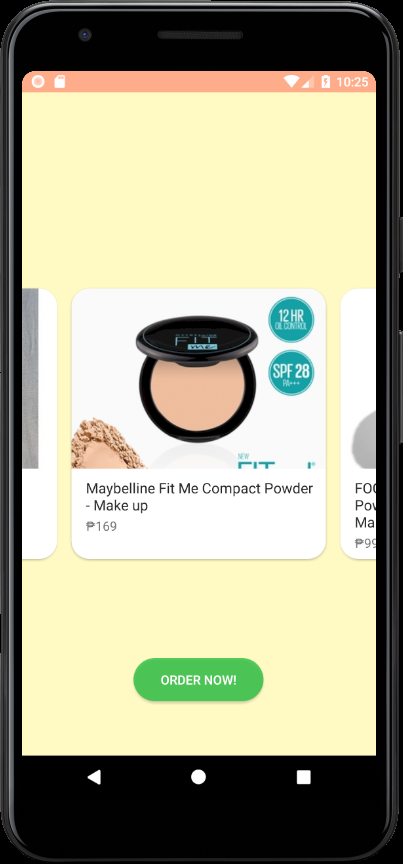 10:25
12 HR
OIL CONTROL
FIT
me
SPF 28
PA+++
NEW
Maybelline Fit Me Compact Powder
- Make up
₱169
FOC
Pow
Ma
₱99
ORDER NOW!